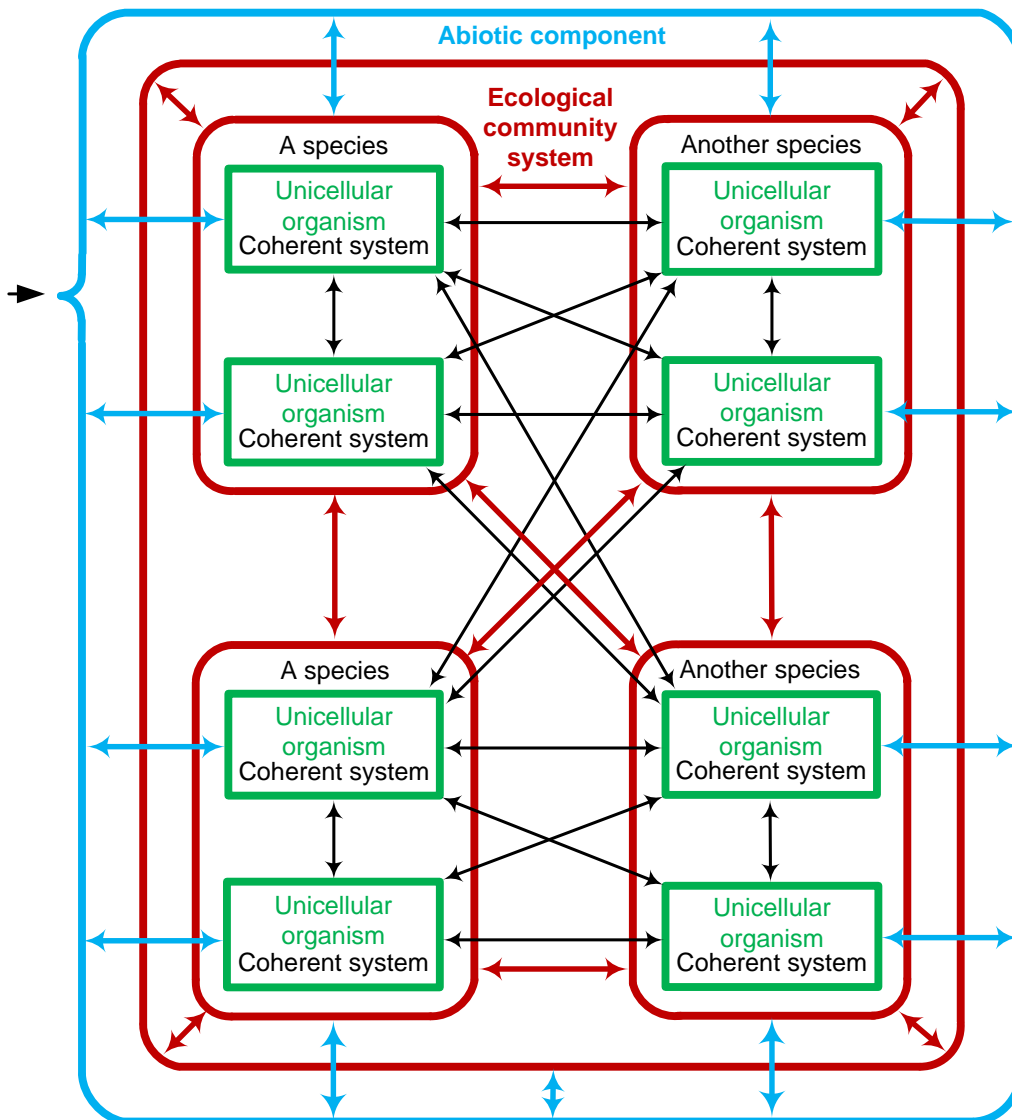 Abiotic component
Ecological
community
system
A species
Another species
Unicellular
organism
Coherent system
Unicellular
organism
Coherent system
Unicellular
organism
Coherent system
Unicellular
organism
Coherent system
A species
Another species
Unicellular
organism
Coherent system
Unicellular
organism
Coherent system
Unicellular
organism
Coherent system
Unicellular
organism
Coherent system